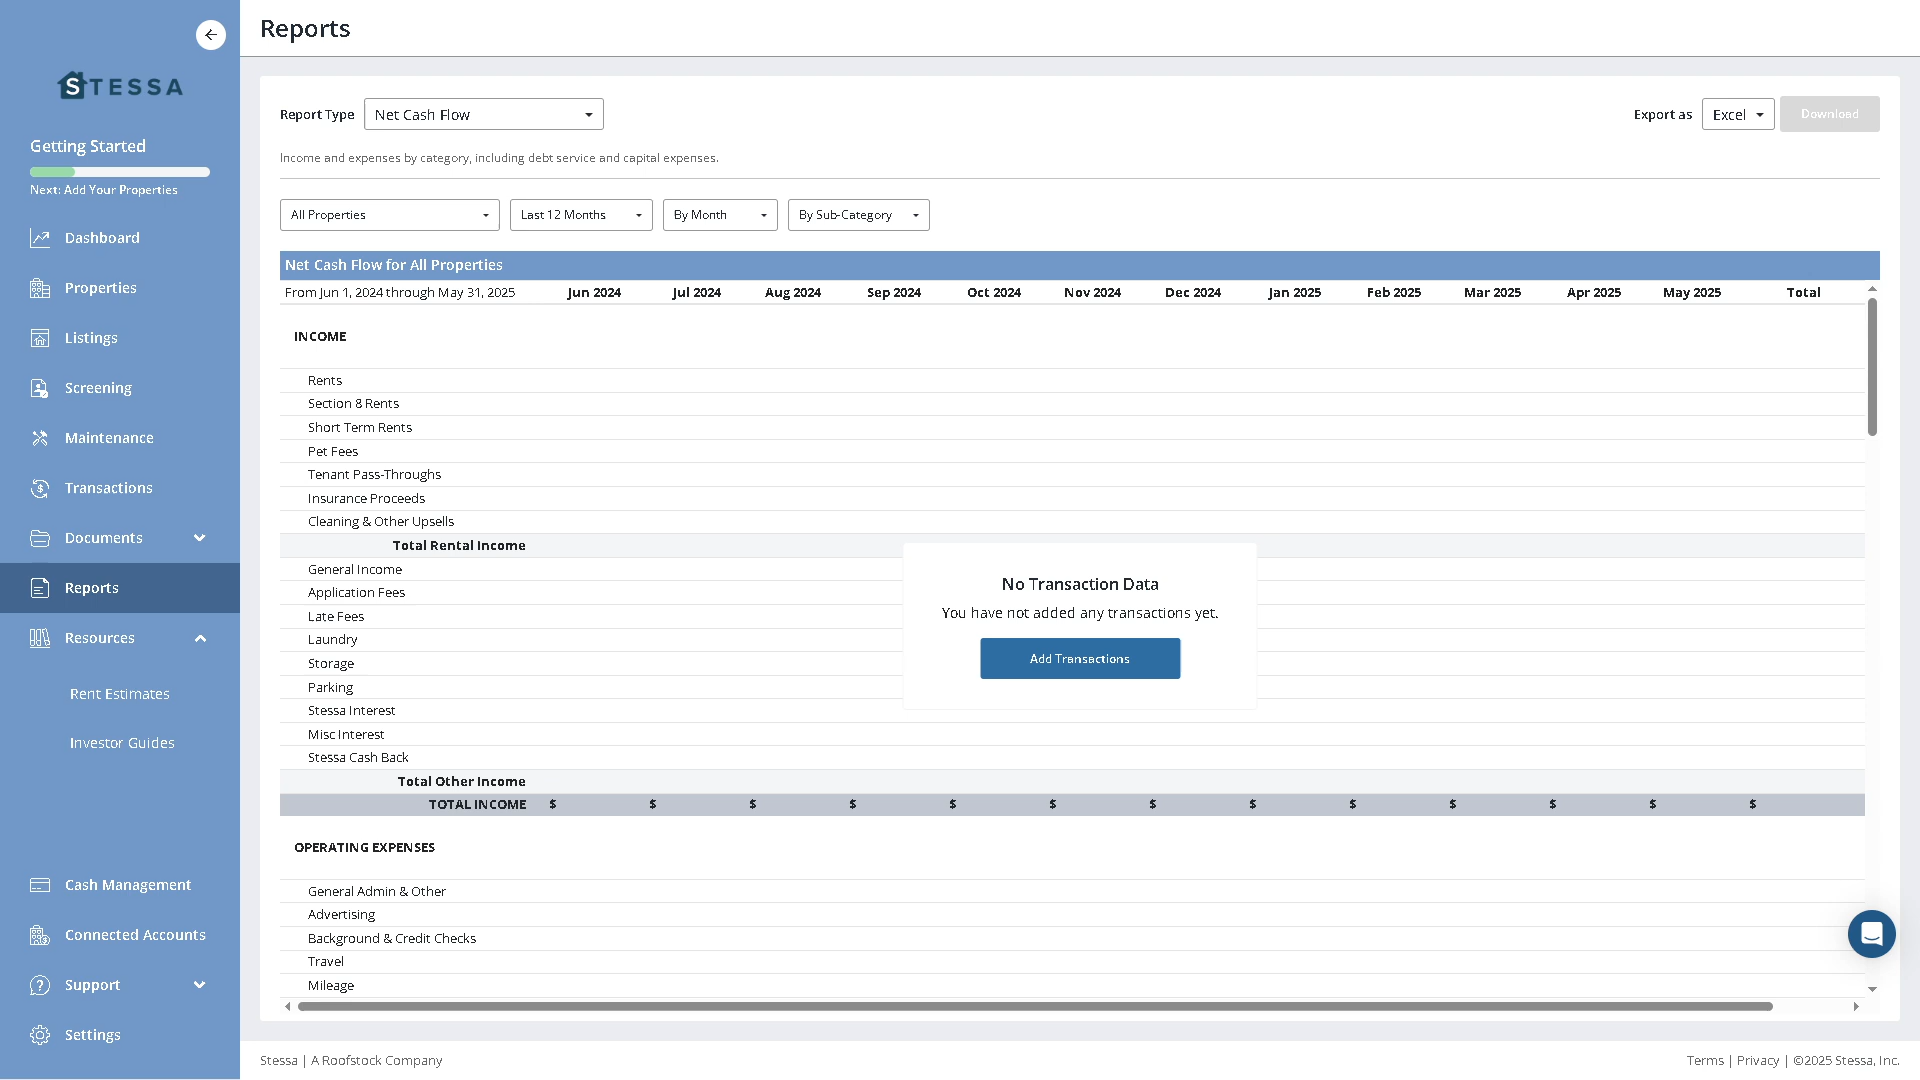 Reports
STESSA
Getting Started
Next: Add Your Properties
Dashboard
Properties
Listings
Screening
Maintenance
Transactions
Documents
Reports
Resources
Rent Estimates
Investor Guides
Cash Management
Connected Accounts
Support
Settings
Report Type Net Cash Flow Export as Excel Download
Income and expenses by category, including debt service and capital expenses.
All Properties Last 12 Months By Month By Sub-Category
Net Cash Flow for All Properties
From Jun 1, 2024 through May 31, 2025 Jun 2024 Jul 2024 Aug 2024 Sep 2024 Oct 2024 Nov 2024 Dec 2024 Jan 2025 Feb 2025 Mar 2025 Apr 2025 May 2025 Total
INCOME
Rents
Section 8 Rents
Short Term Rents
Pet Fees
Tenant Pass-Throughs
Insurance Proceeds
Cleaning & Other Upsells
Total Rental Income
General Income
Application Fees
Late Fees
Laundry
Storage
Parking
Stessa Interest
Misc Interest
Stessa Cash Back
Total Other Income
TOTAL INCOME $ $ $ $ $ $ $ $ $ $ $ $ $
OPERATING EXPENSES
General Admin & Other
Advertising
Background & Credit Checks
Travel
Mileage
No Transaction Data
You have not added any transactions yet.
Add Transactions
Stessa | A Roofstock Company
Terms | Privacy | ©2025 Stessa, Inc.